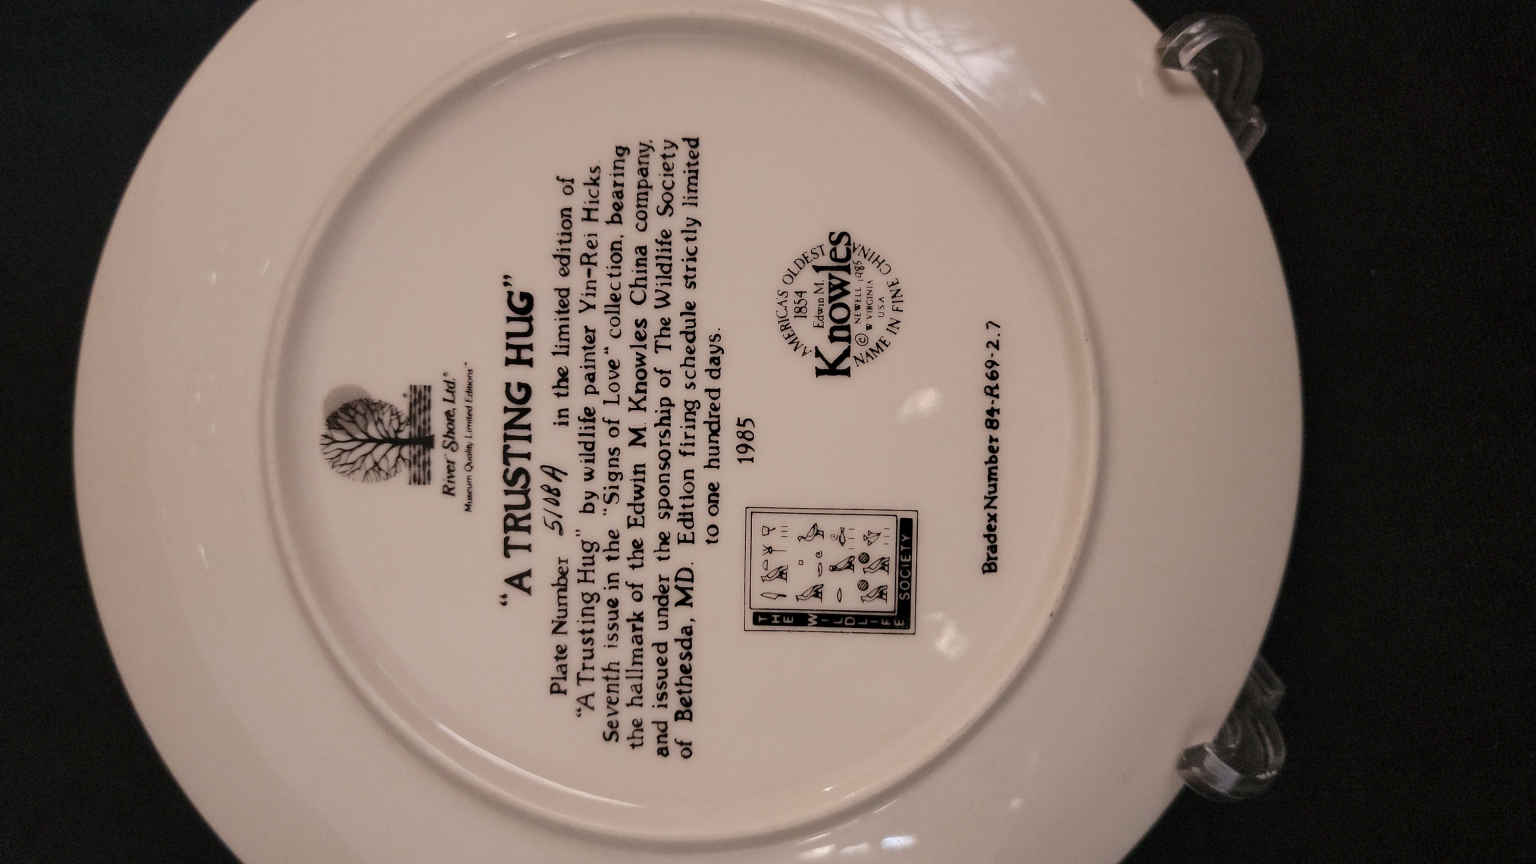 River Shore, Ltd.®
Museum Quality Limited Editions™
“A TRUSTING HUG”
Plate Number 5108A in the limited edition of
“A Trusting Hug” by wildlife painter Yin-Rei Hicks.
Seventh issue in the “Signs of Love” collection, bearing
the hallmark of the Edwin M. Knowles China company,
and issued under the sponsorship of The Wildlife Society
of Bethesda, MD. Edition firing schedule strictly limited
to one hundred days.
1985
THE WILDLIFE SOCIETY
AMERICA'S OLDEST
1854
Edwin M.
Knowles
© NEWELL 1985
W VIRGINIA
USA
NAME IN FINE CHINA
Bradex Number 84-R69-2.7